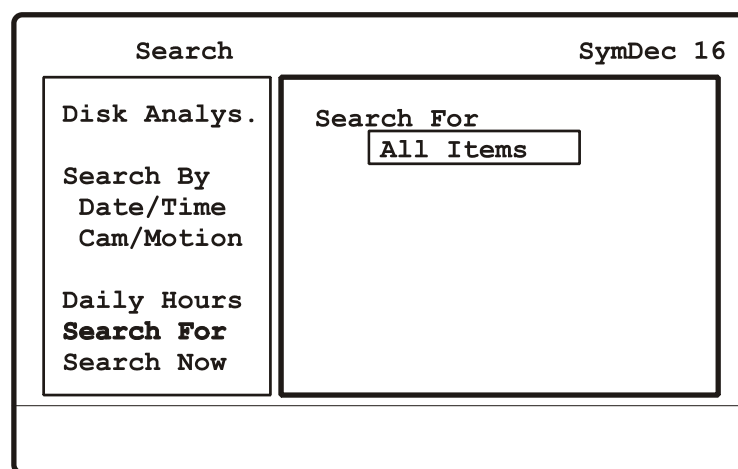 Search SymDec 16
Disk Analys.
Search By
Date/Time
Cam/Motion
Daily Hours
Search For
Search Now
Search For
All Items